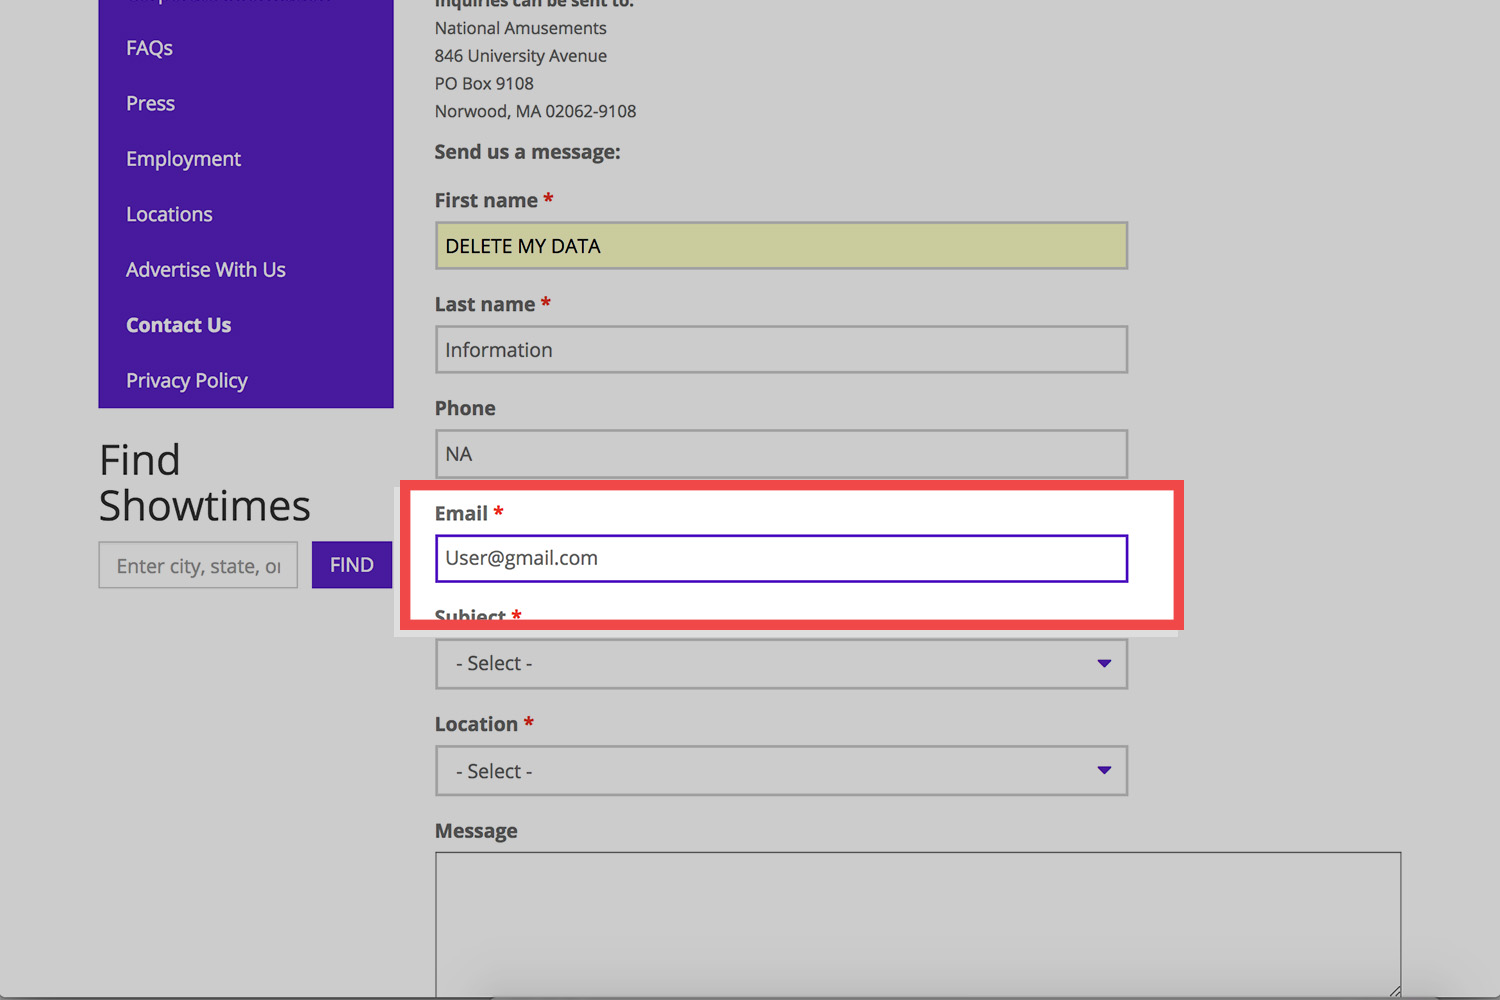 FAQs
Press
Employment
Locations
Advertise With Us
Contact Us
Privacy Policy
Find
Showtimes
Enter city, state, or
FIND
Inquiries can be sent to:
National Amusements
846 University Avenue
PO Box 9108
Norwood, MA 02062-9108
Send us a message:
First name *
DELETE MY DATA
Last name *
Information
Phone
NA
Email *
User@gmail.com
Subject *
- Select -
Location *
- Select -
Message